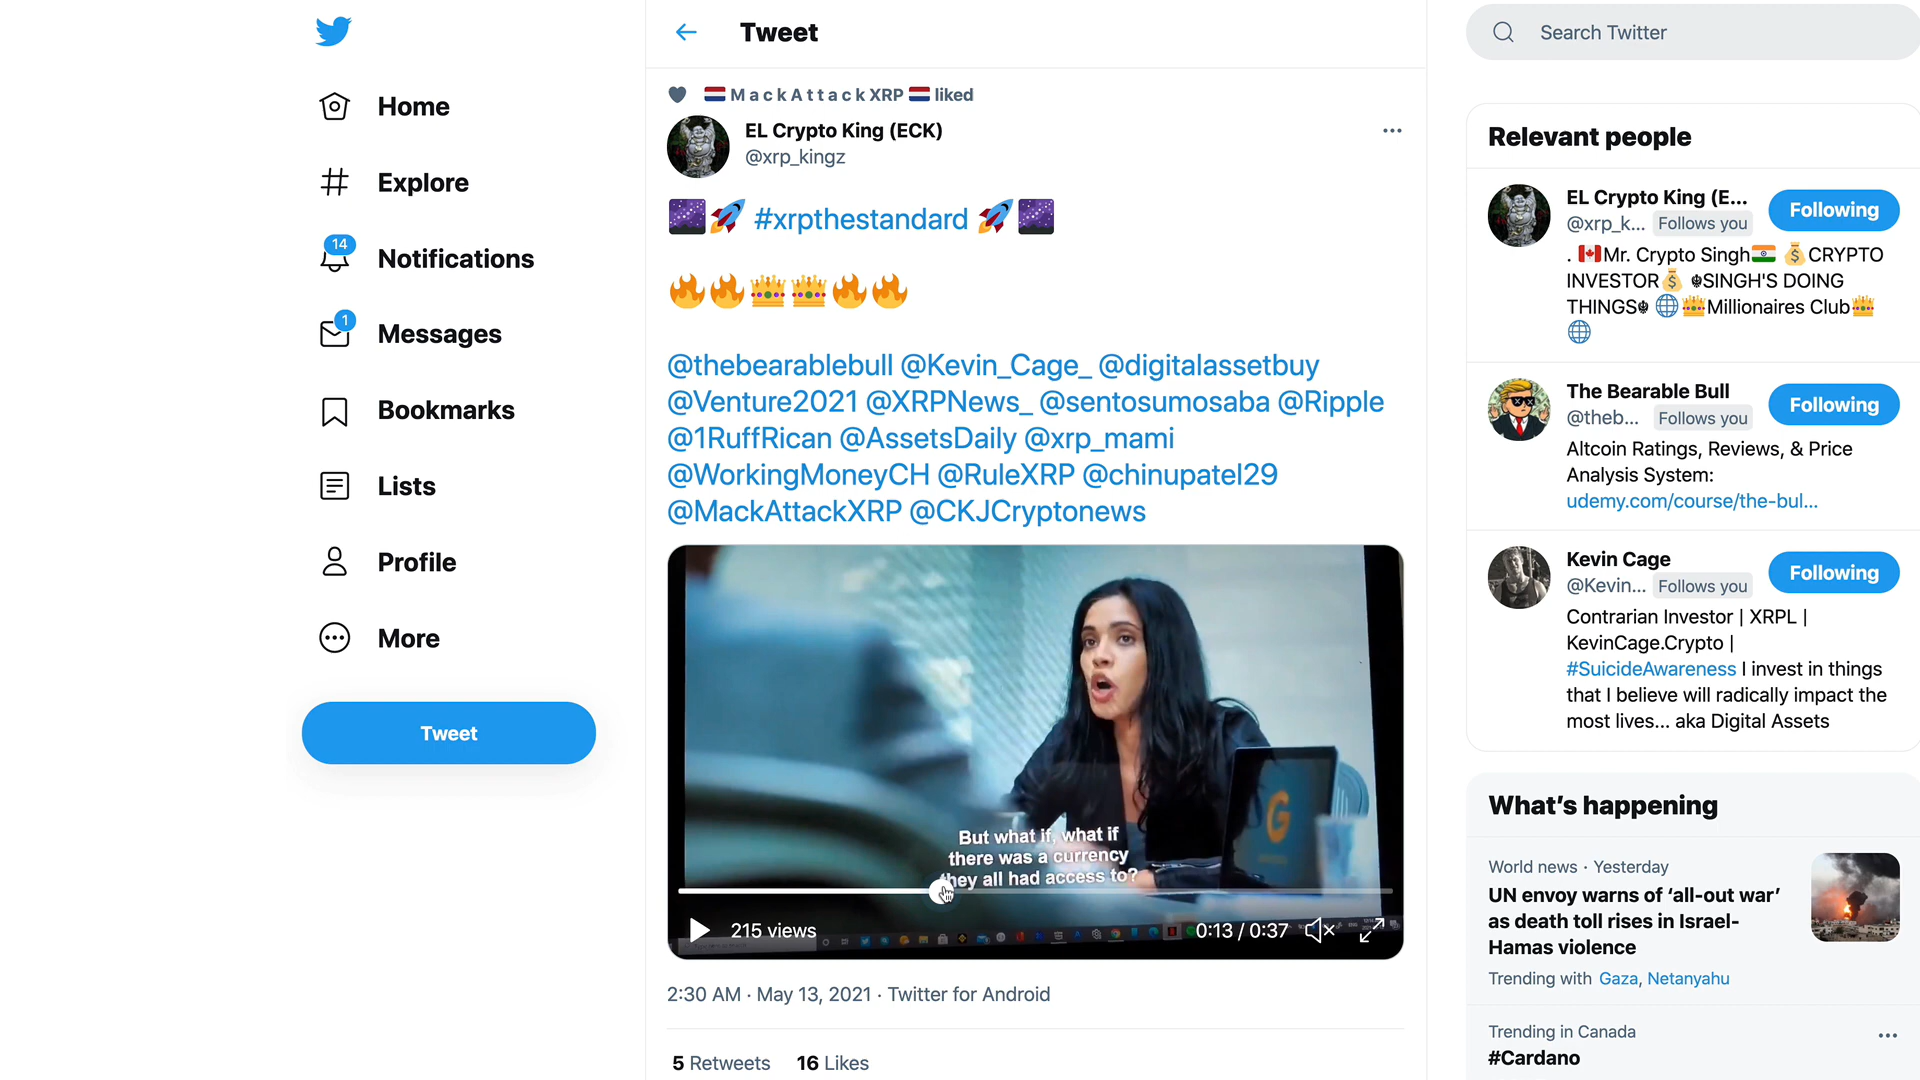 Home
Explore
14
Notifications
1
Messages
Bookmarks
Lists
Profile
More
Tweet
Tweet
MackAttackXRP liked
EL Crypto King (ECK)
@xrp_kingz
#xrpthestandard
@thebearablebull @Kevin_Cage_ @digitalassetbuy
@Venture2021 @XRPNews_ @sentosumosaba @Ripple
@1RuffRican @AssetsDaily @xrp_mami
@WorkingMoneyCH @RuleXRP @chinupatel29
@MackAttackXRP @CKJCryptonews
G
But what if, what if
there was a currency
they all had access to?
215 views
0:13 / 0:37
2:30 AM · May 13, 2021 · Twitter for Android
5 Retweets 16 Likes
Search Twitter
Relevant people
EL Crypto King (E...
@xrp_k... Follows you
Following
. 🇨🇦Mr. Crypto Singh🇮🇳 💰CRYPTO
INVESTOR💰 ☬SINGH'S DOING
THINGS☬ 🌐👑Millionaires Club👑
🌐
The Bearable Bull
@theb... Follows you
Following
Altcoin Ratings, Reviews, & Price
Analysis System:
udemy.com/course/the-bul...
Kevin Cage
@Kevin... Follows you
Following
Contrarian Investor | XRPL |
KevinCage.Crypto |
#SuicideAwareness I invest in things
that I believe will radically impact the
most lives... aka Digital Assets
What's happening
World news · Yesterday
UN envoy warns of 'all-out war'
as death toll rises in Israel-
Hamas violence
Trending with Gaza, Netanyahu
Trending in Canada
#Cardano